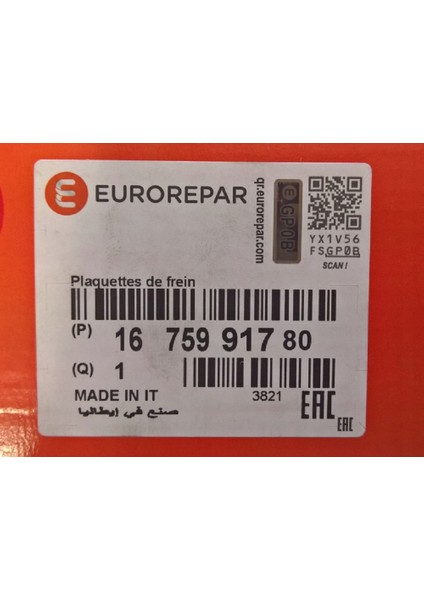 EUROREPAR
qr.eurorepar.com
GP0B
YX1V56
FSGP0B
SCAN!
Plaquettes de frein
(P) 16 759 917 80
(Q) 1
3821
MADE IN IT
صنع في إيطاليا
EAC
EAC